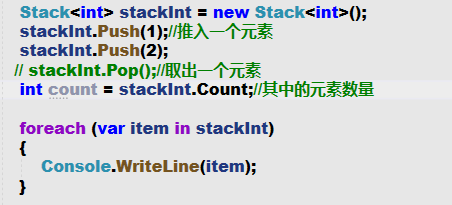 Stack<int> stackInt = new Stack<int>();
stackInt.Push(1);//推入一个元素
stackInt.Push(2);
// stackInt.Pop();//取出一个元素
int count = stackInt.Count;//其中的元素数量
foreach (var item in stackInt)
{
Console.WriteLine(item);
}